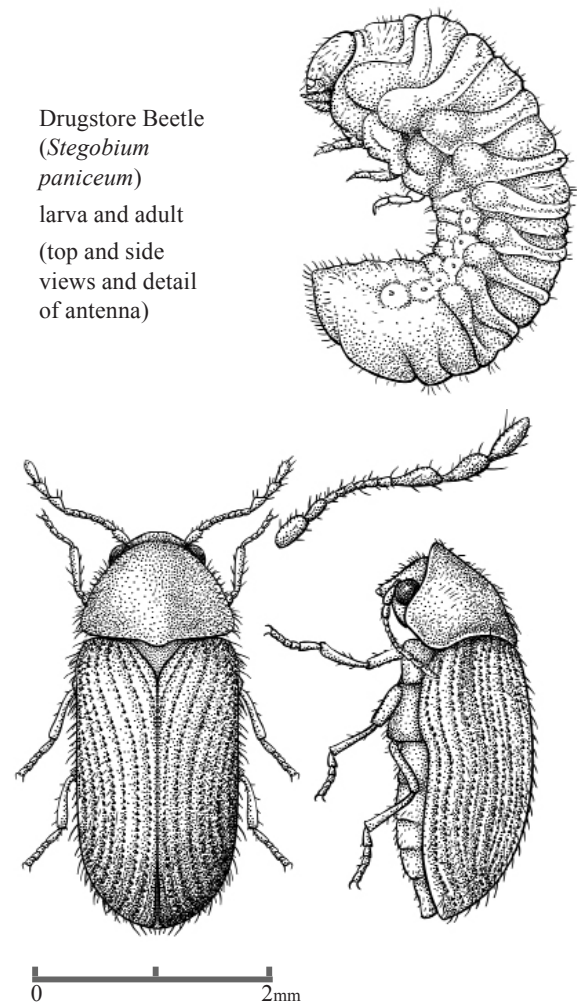 Drugstore Beetle
(Stegobium
paniceum)
larva and adult
(top and side
views and detail
of antenna)
0 2mm